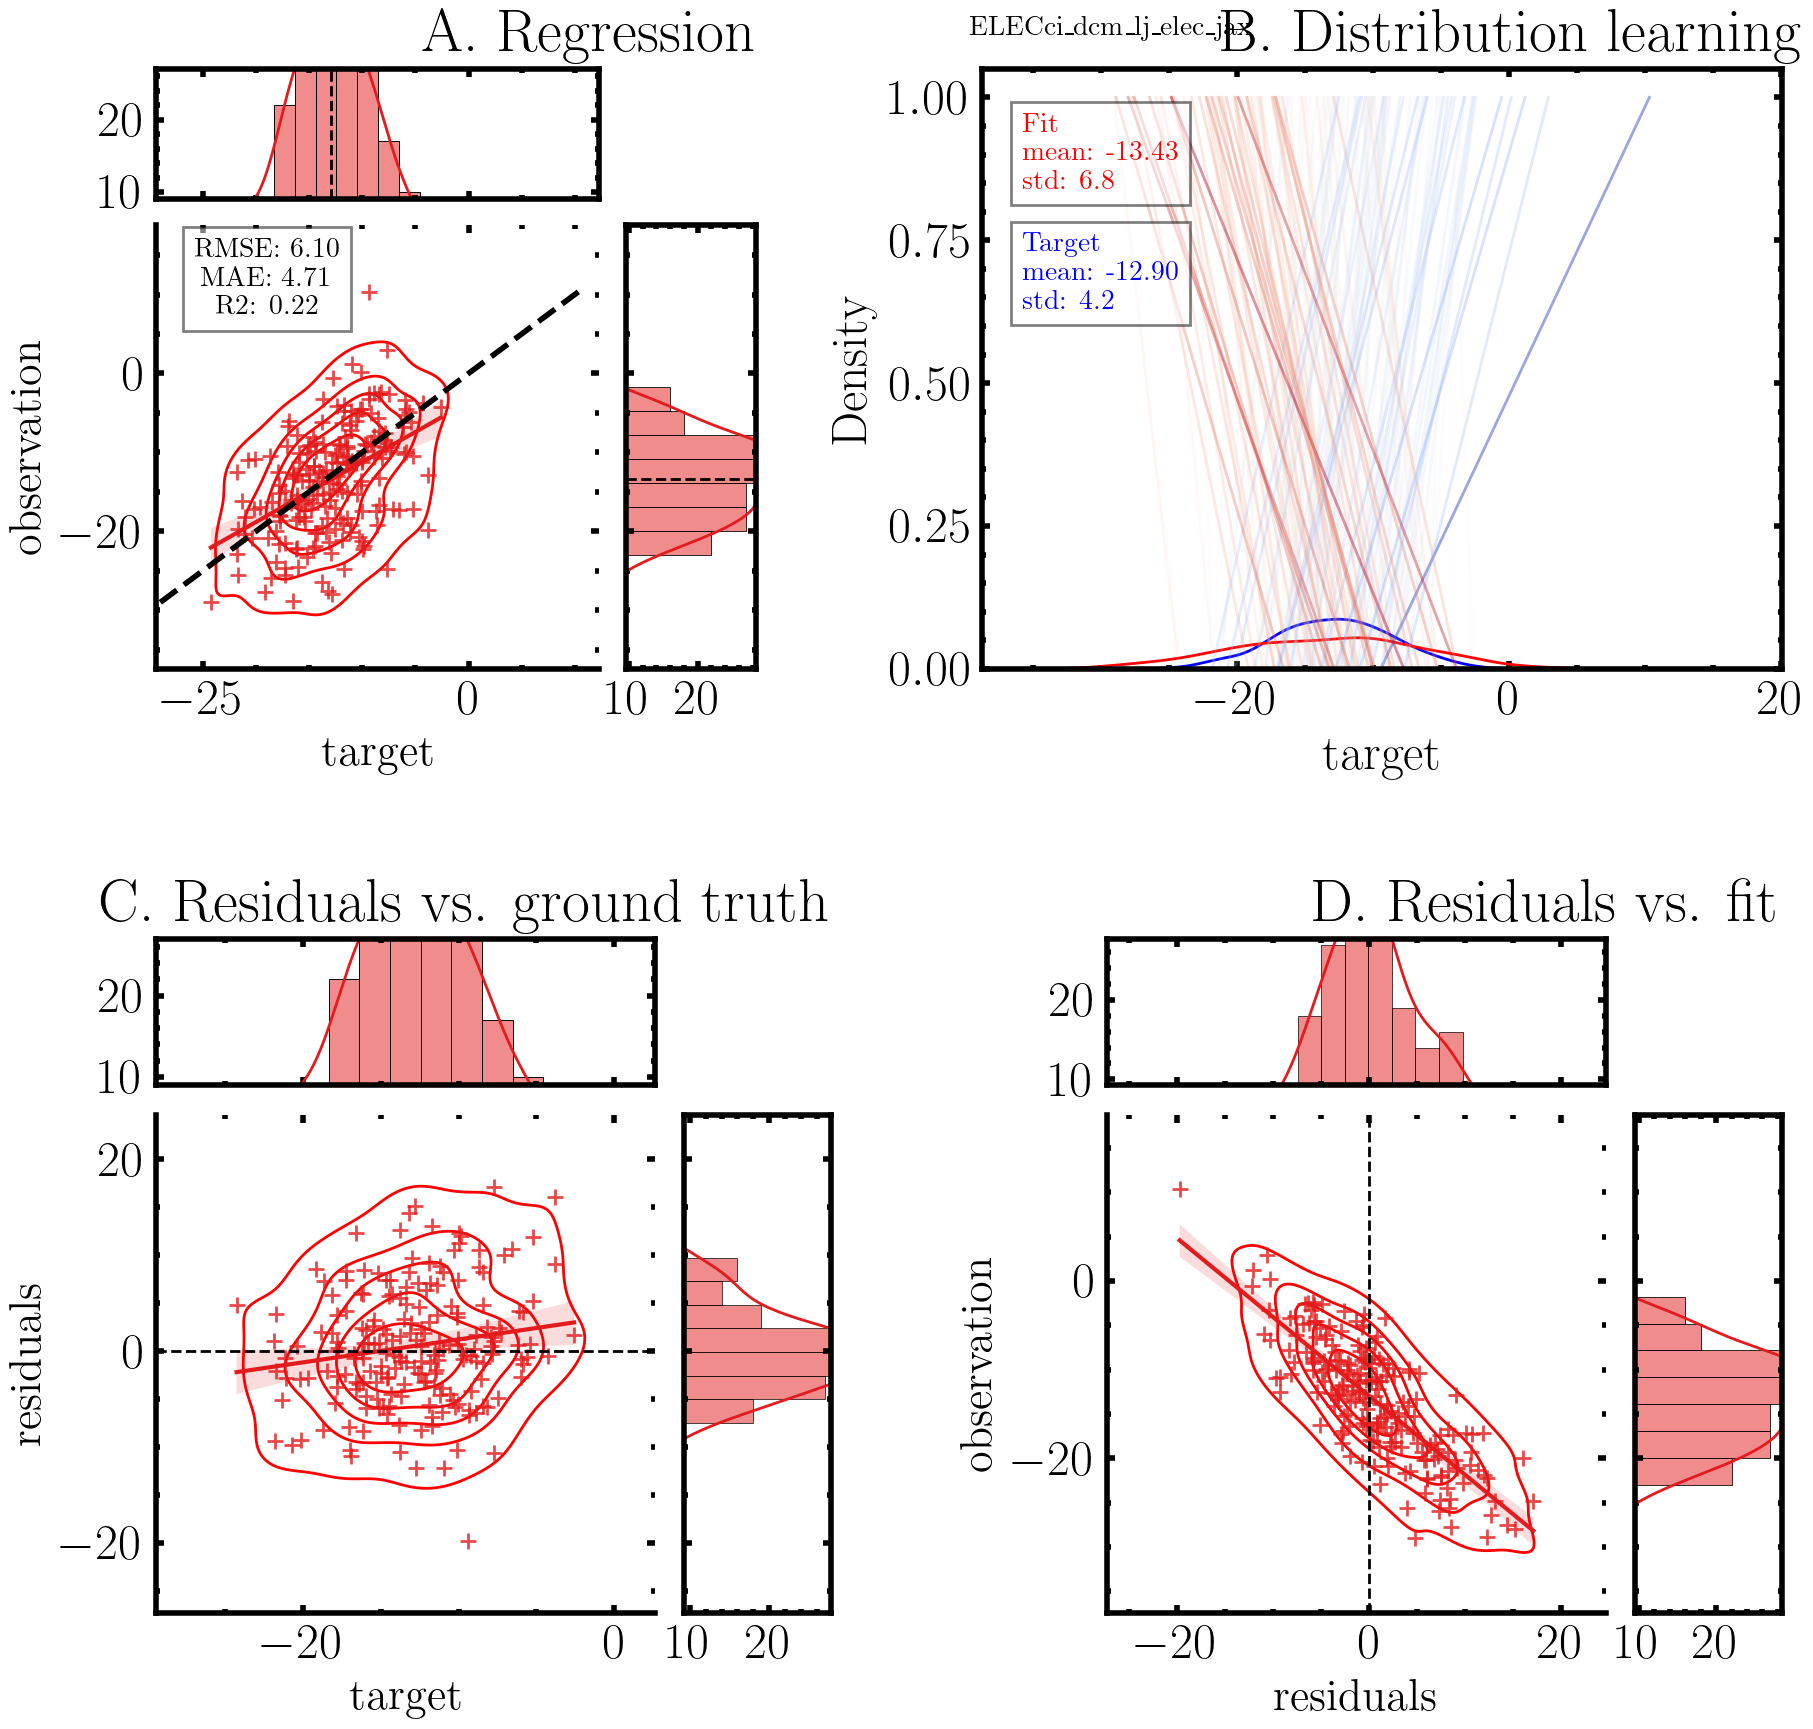 A. Regression
20
10
RMSE: 6.10
MAE: 4.71
R2: 0.22
observation
0
−20
−25
0
10
20
target
ELECci_dcm_lj_elec_jax
B. Distribution learning
1.00
0.75
0.50
0.25
0.00
Density
Fit
mean: -13.43
std: 6.8
Target
mean: -12.90
std: 4.2
−20
0
20
target
C. Residuals vs. ground truth
20
10
20
0
−20
residuals
−20
0
10
20
target
D. Residuals vs. fit
20
10
observation
0
−20
−20
0
20
10
20
residuals